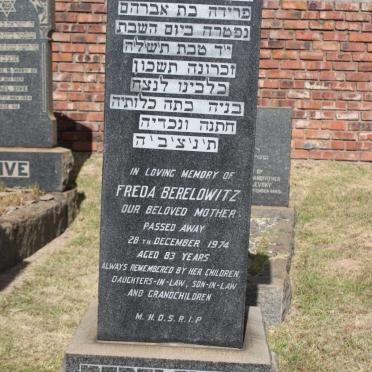 פרידה בת אברהם
נפטרה ביום השבת
י״ד טבת תשל״ה
זכרונה תשכון
בלבינו לנצח
בניה בתה כלותיה
חתנה ונכדיה
ת׳נ׳צ׳ב׳י׳ה
IN LOVING MEMORY OF
FREDA BERELOWITZ
OUR BELOVED MOTHER
PASSED AWAY
28TH DECEMBER 1974
AGED 83 YEARS
ALWAYS REMEMBERED BY HER CHILDREN
DAUGHTERS-IN-LAW, SON-IN-LAW
AND GRANDCHILDREN
M.H.D.S.R.I.P